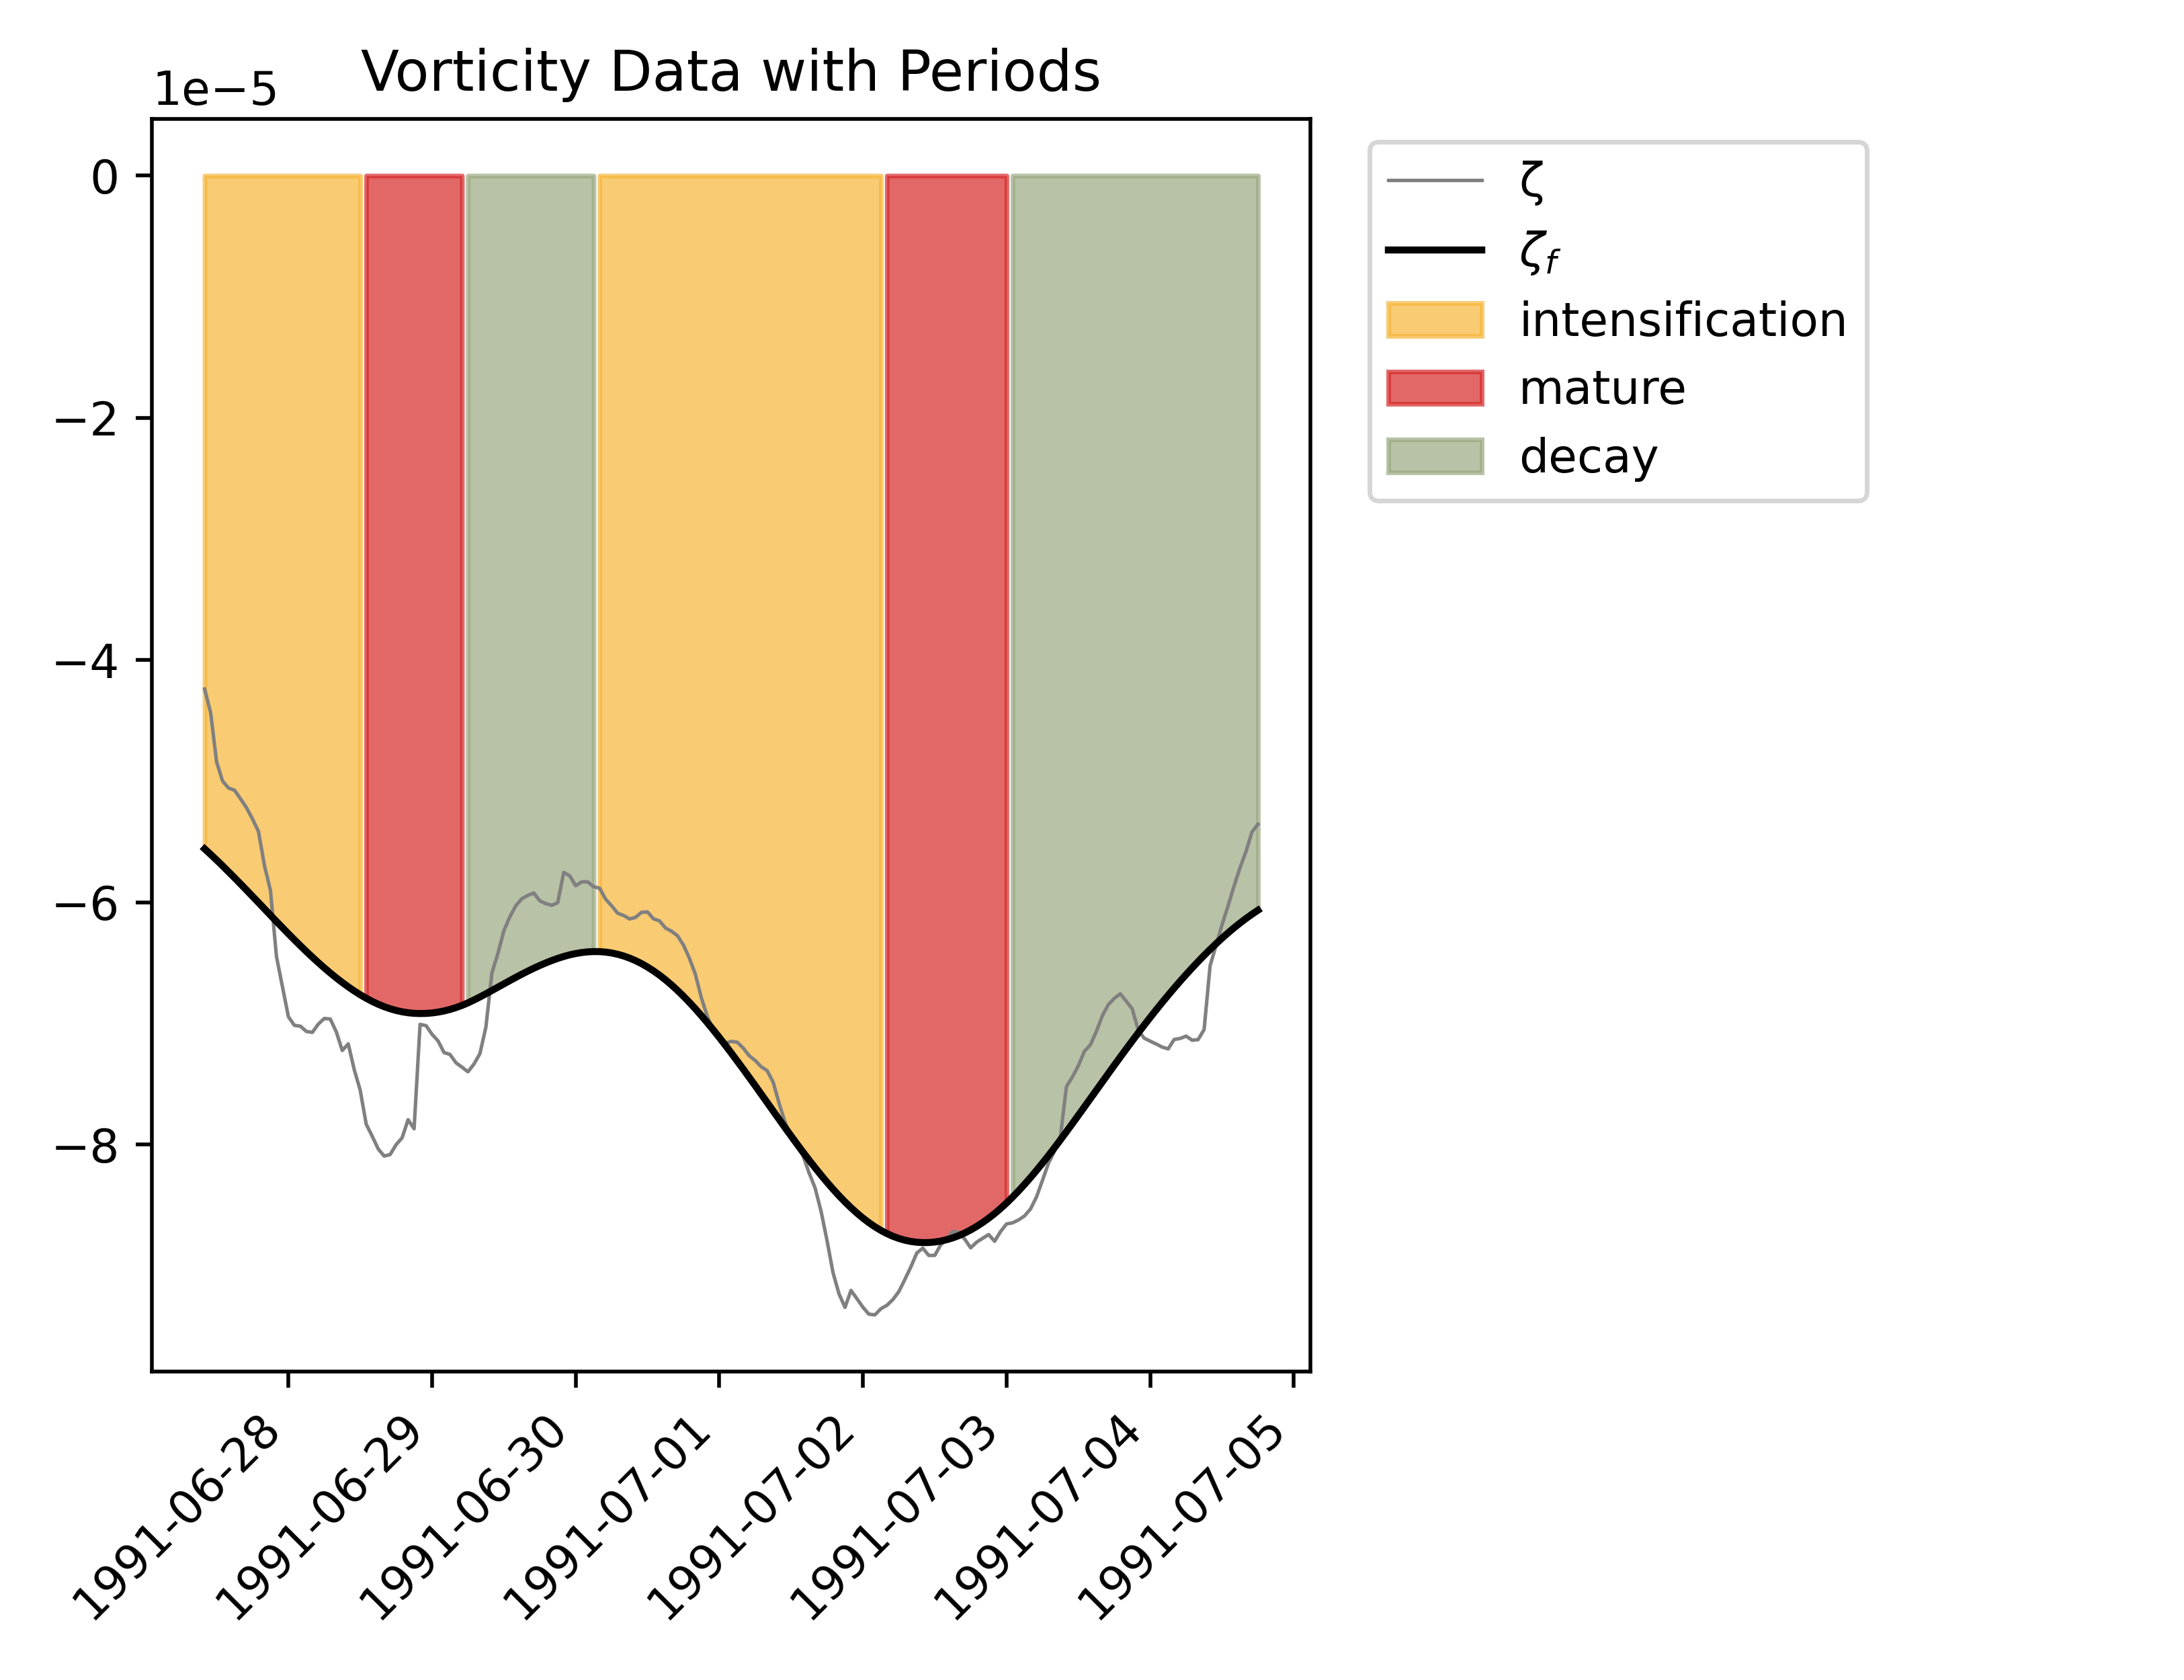 Vorticity Data with Periods
1e−5
0
−2
−4
−6
−8
1991-06-28
1991-06-29
1991-06-30
1991-07-01
1991-07-02
1991-07-03
1991-07-04
1991-07-05
ζ
ζf
intensification
mature
decay